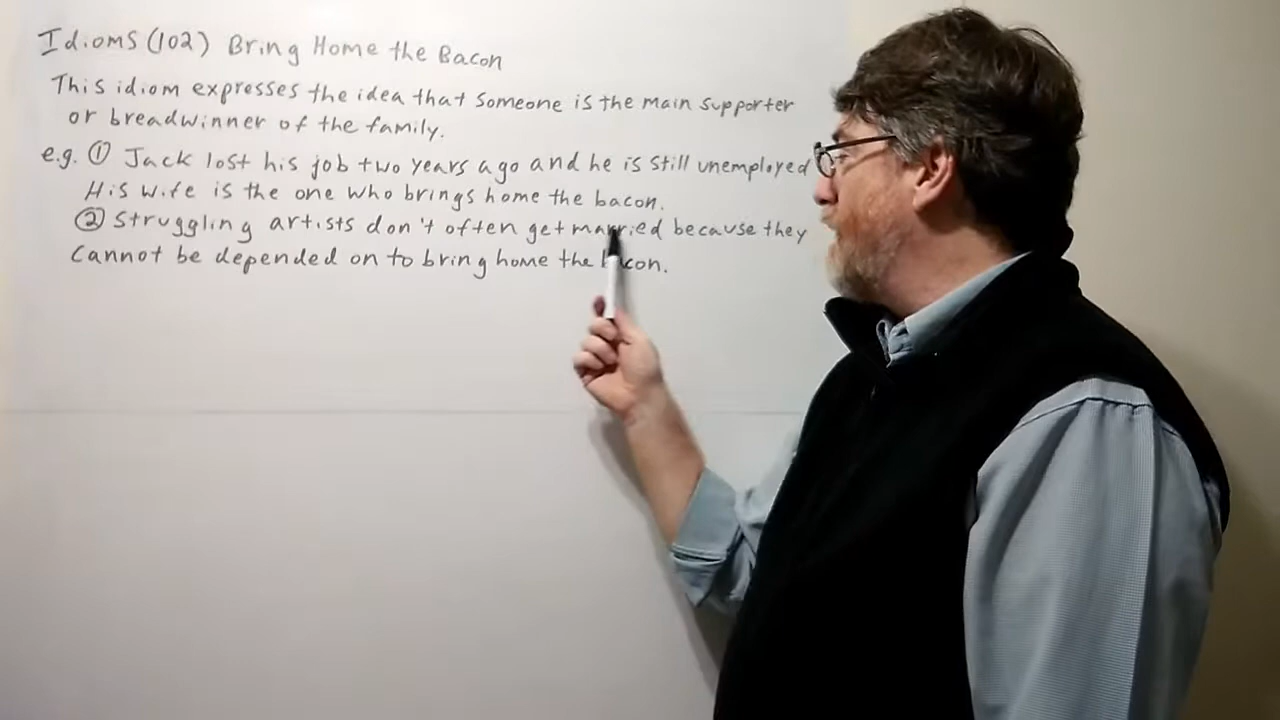 Idioms (102) Bring Home the Bacon
This idiom expresses the idea that someone is the main supporter
or breadwinner of the family.
e.g. ① Jack lost his job two years ago and he is still unemployed
His wife is the one who brings home the bacon.
② Struggling artists don't often get married because they
cannot be depended on to bring home the bacon.